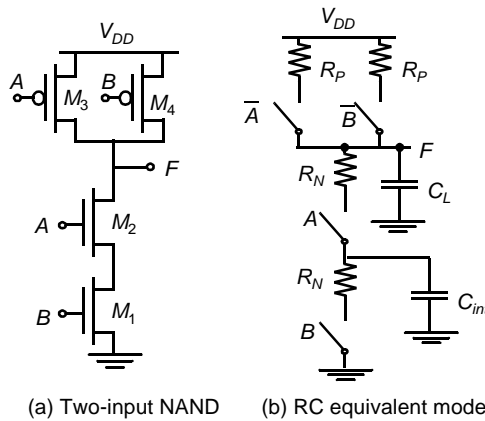 V_DD
A
M_3
B
M_4
F
A
M_2
B
M_1
(a) Two-input NAND
V_DD
R_P
R_P
A̅
B̅
F
R_N
C_L
A
R_N
C_in
B
(b) RC equivalent mode